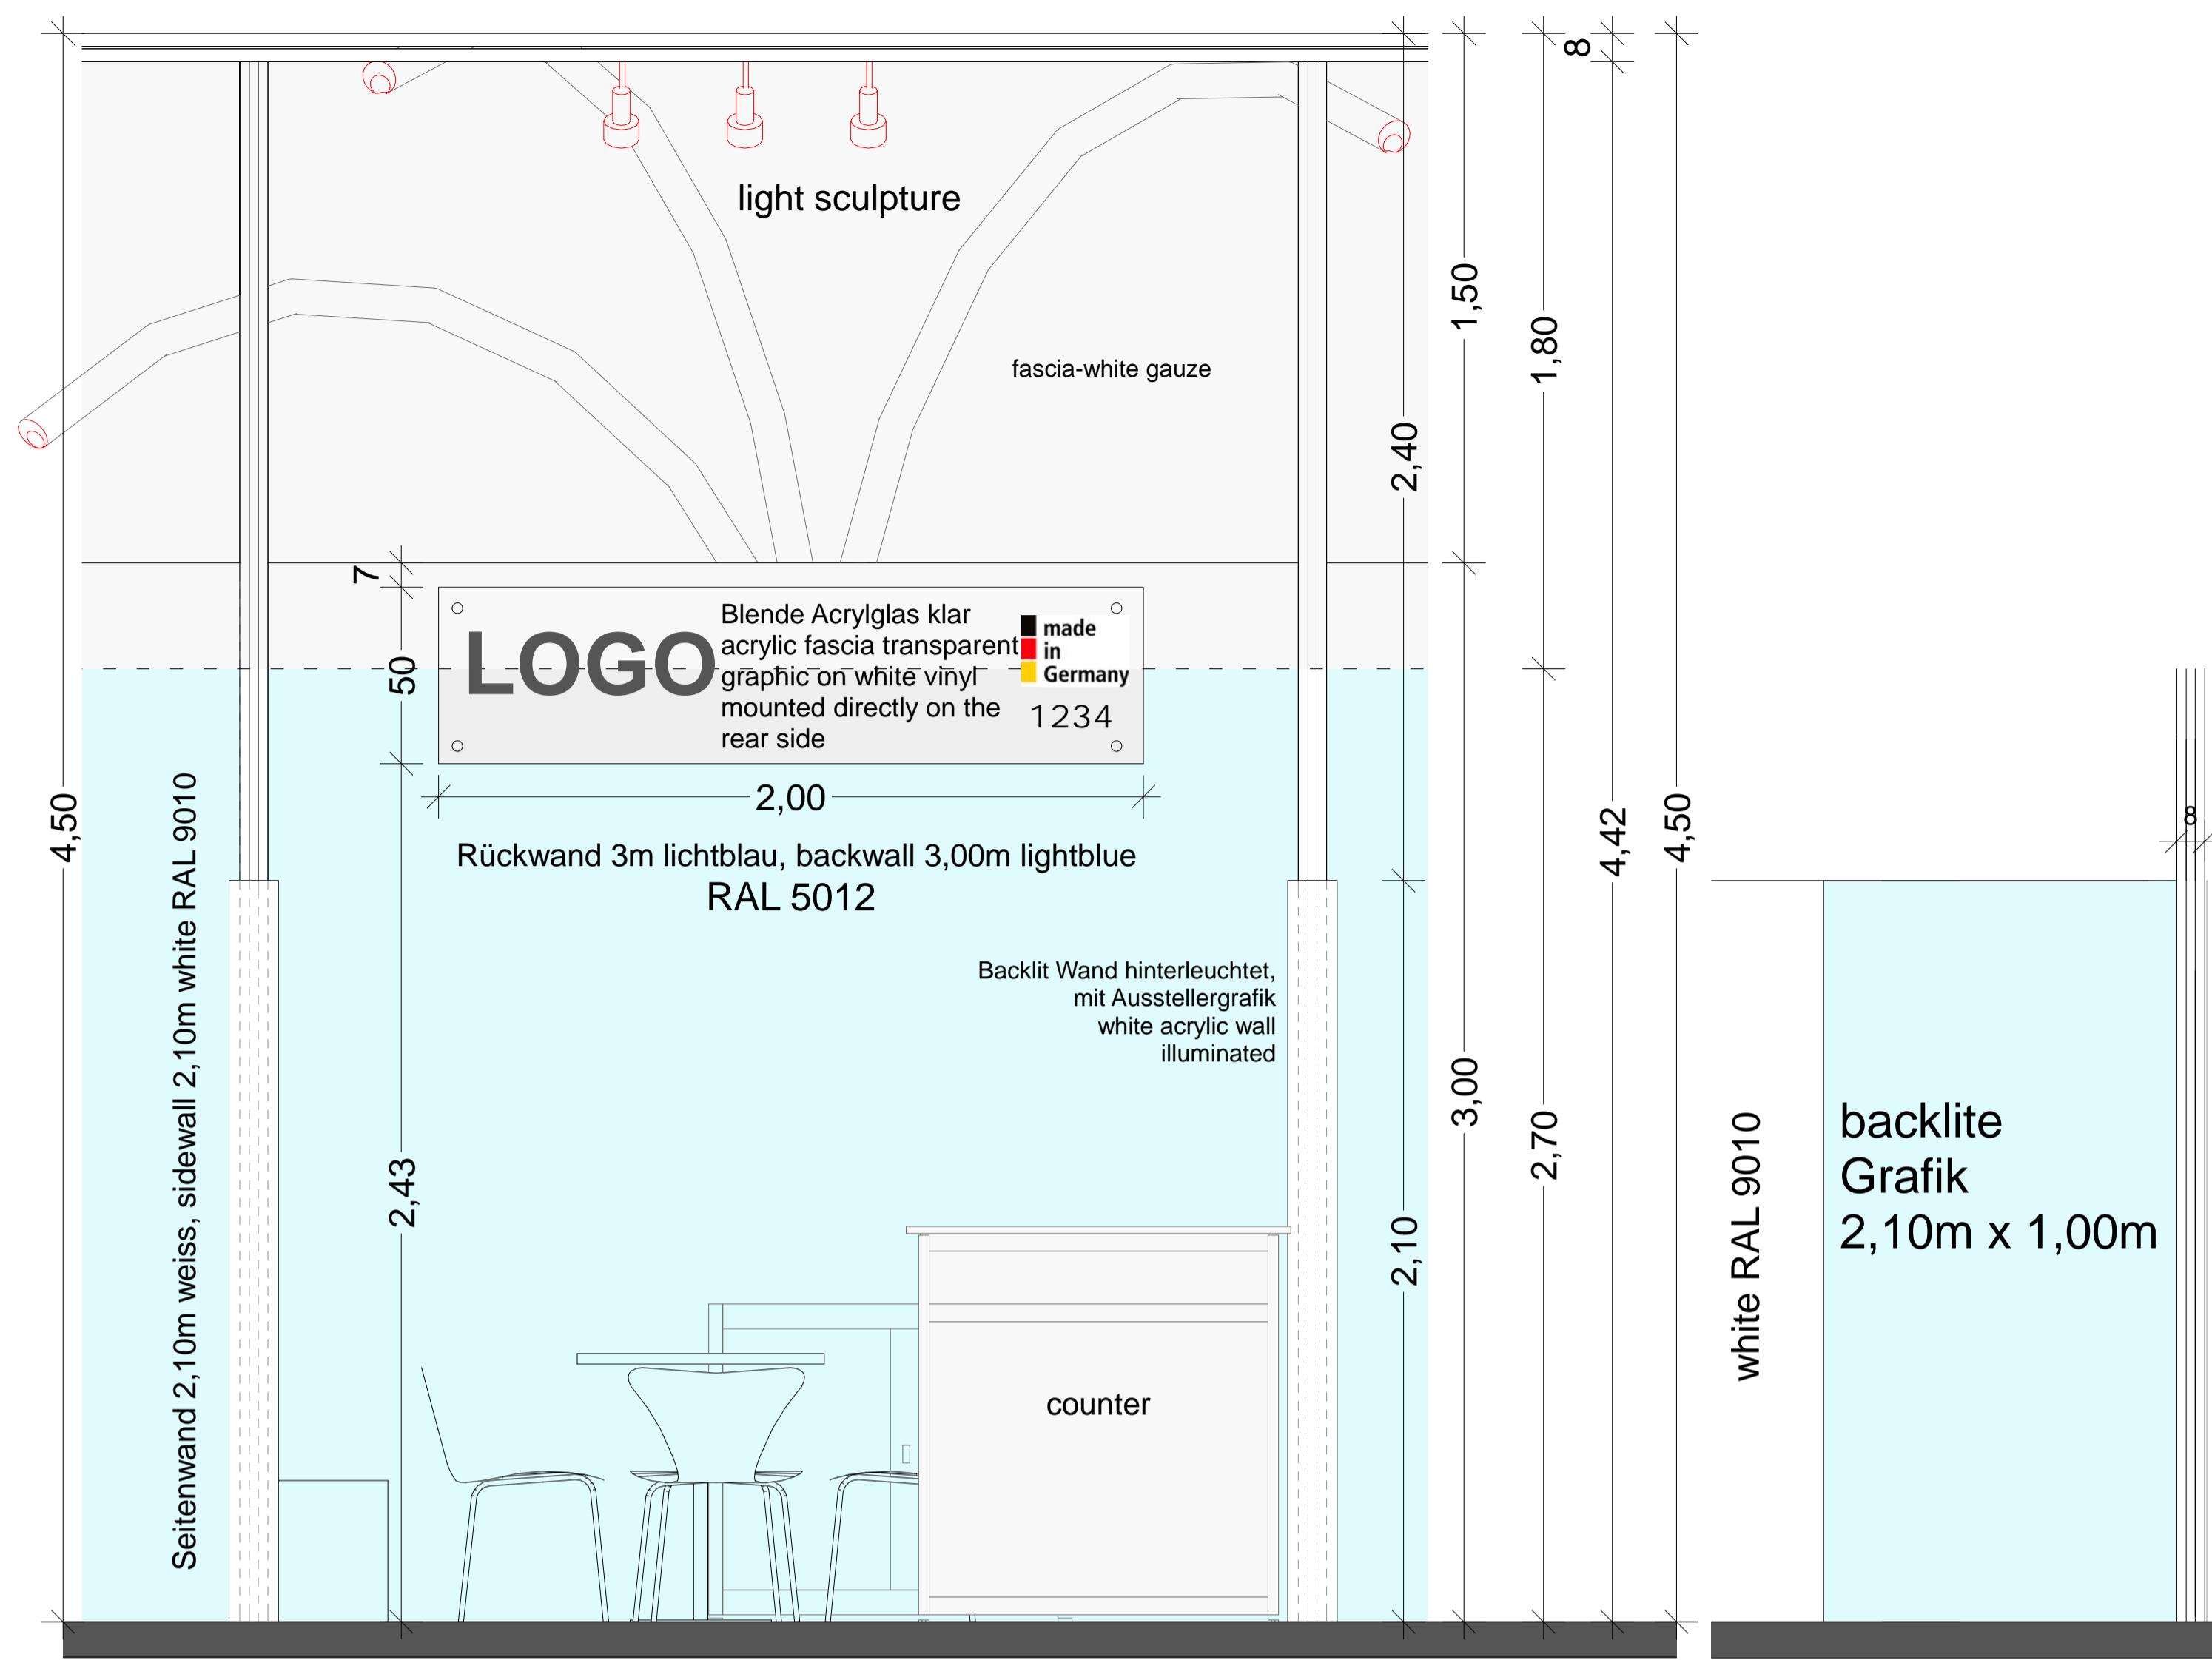 8
light sculpture
1,50
1,80
fascia-white gauze
2,40
7
50
LOGO
Blende Acrylglas klar
acrylic fascia transparent
graphic on white vinyl
mounted directly on the
rear side
made
in
Germany
1234
2,00
4,50
4,42
4,50
8
Rückwand 3m lichtblau, backwall 3,00m lightblue
RAL 5012
Seitenwand 2,10m weiss, sidewall 2,10m white RAL 9010
Backlit Wand hinterleuchtet,
mit Ausstellergrafik
white acrylic wall
illuminated
3,00
2,70
2,43
2,10
counter
white RAL 9010
backlite
Grafik
2,10m x 1,00m